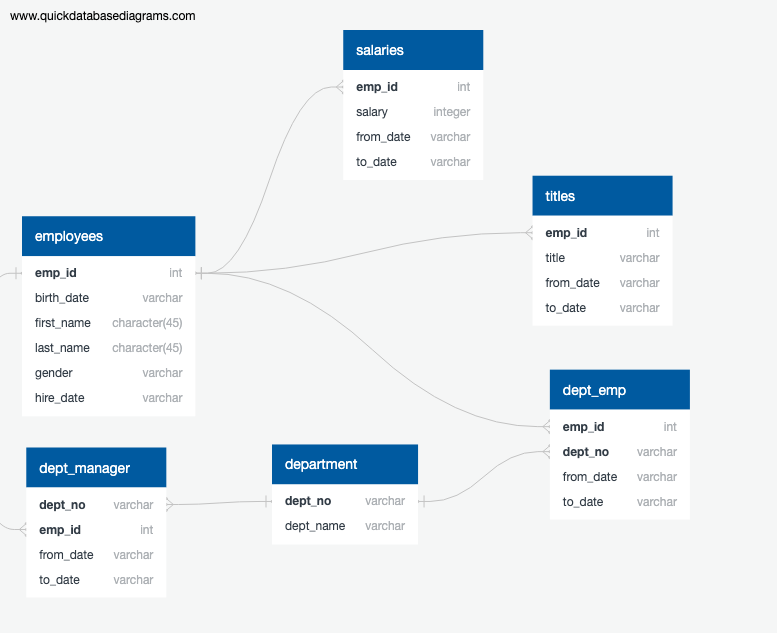 www.quickdatabasediagrams.com
salaries
emp_id int
salary integer
from_date varchar
to_date varchar
titles
emp_id int
title varchar
from_date varchar
to_date varchar
employees
emp_id int
birth_date varchar
first_name character(45)
last_name character(45)
gender varchar
hire_date varchar
dept_emp
emp_id int
dept_no varchar
from_date varchar
to_date varchar
dept_manager
dept_no varchar
emp_id int
from_date varchar
to_date varchar
department
dept_no varchar
dept_name varchar